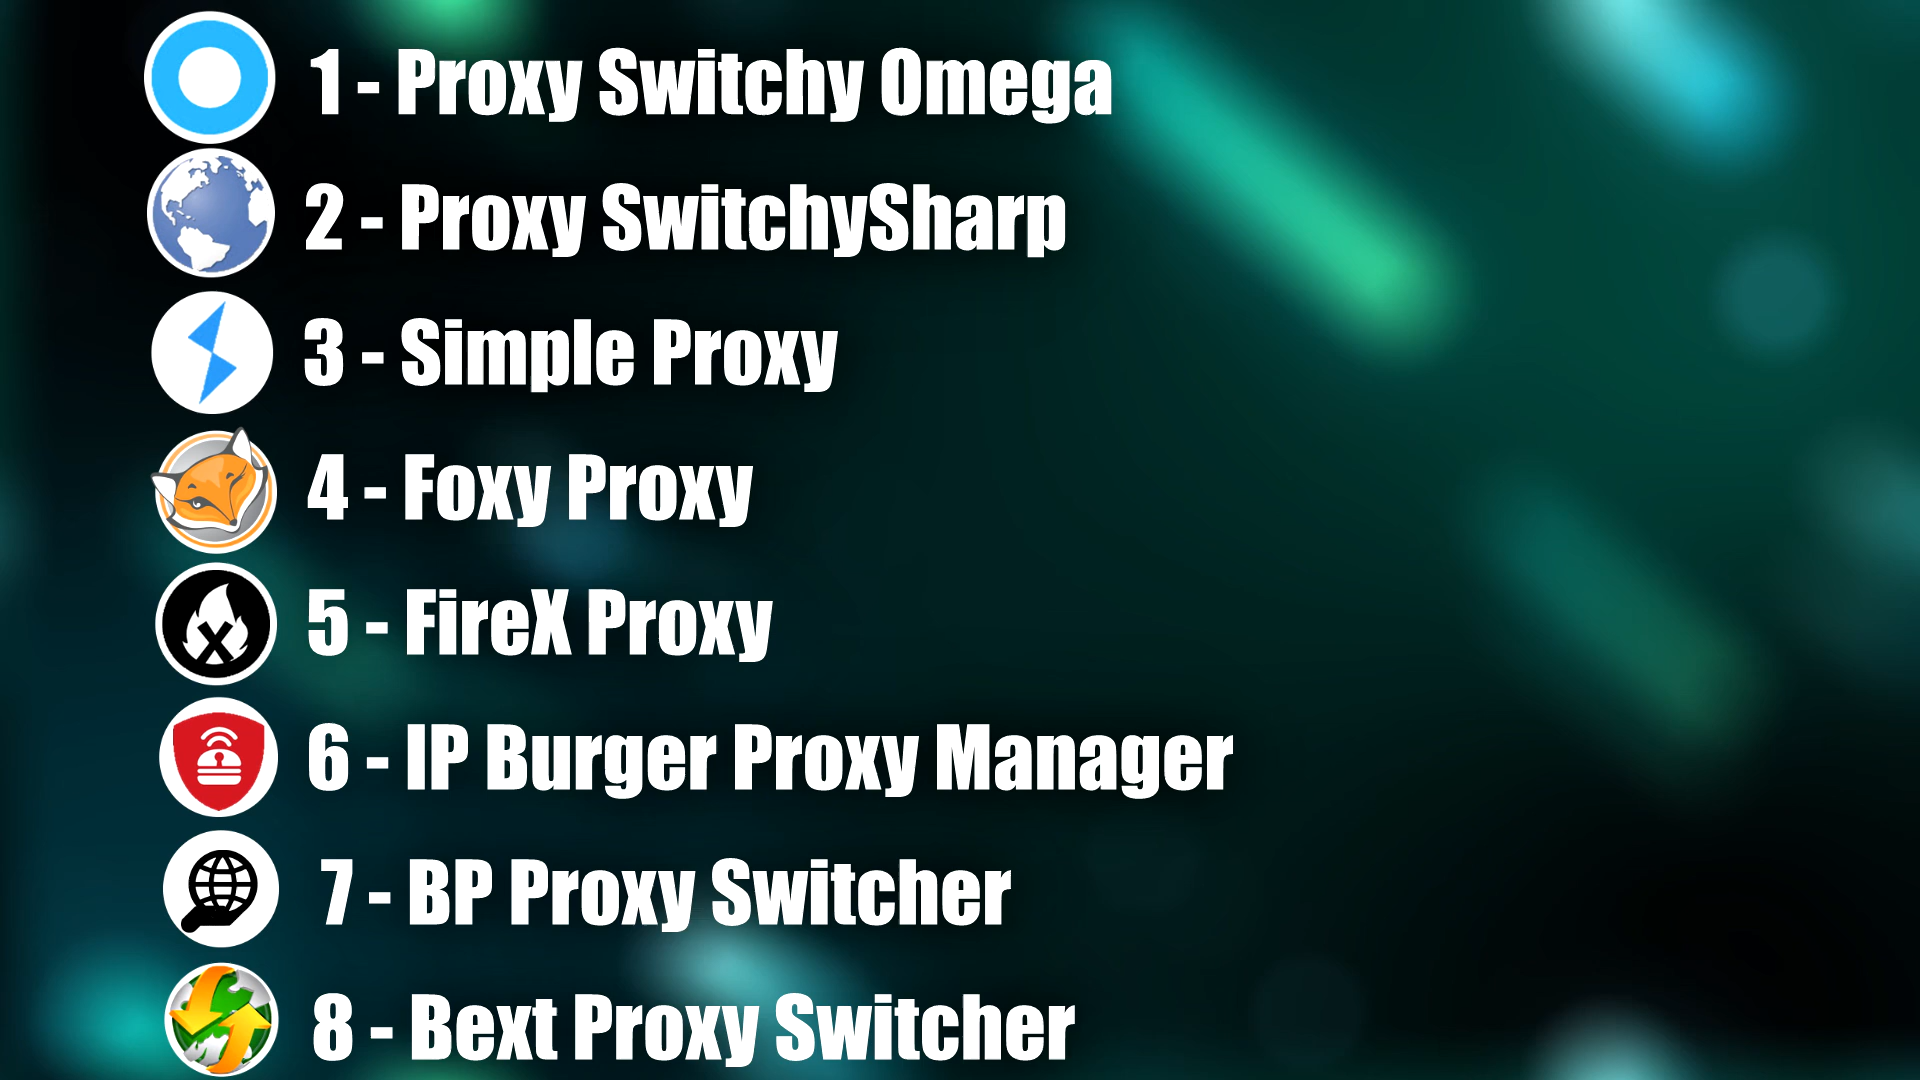 1 - Proxy Switchy Omega
2 - Proxy SwitchySharp
3 - Simple Proxy
4 - Foxy Proxy
5 - FireX Proxy
6 - IP Burger Proxy Manager
7 - BP Proxy Switcher
8 - Bext Proxy Switcher